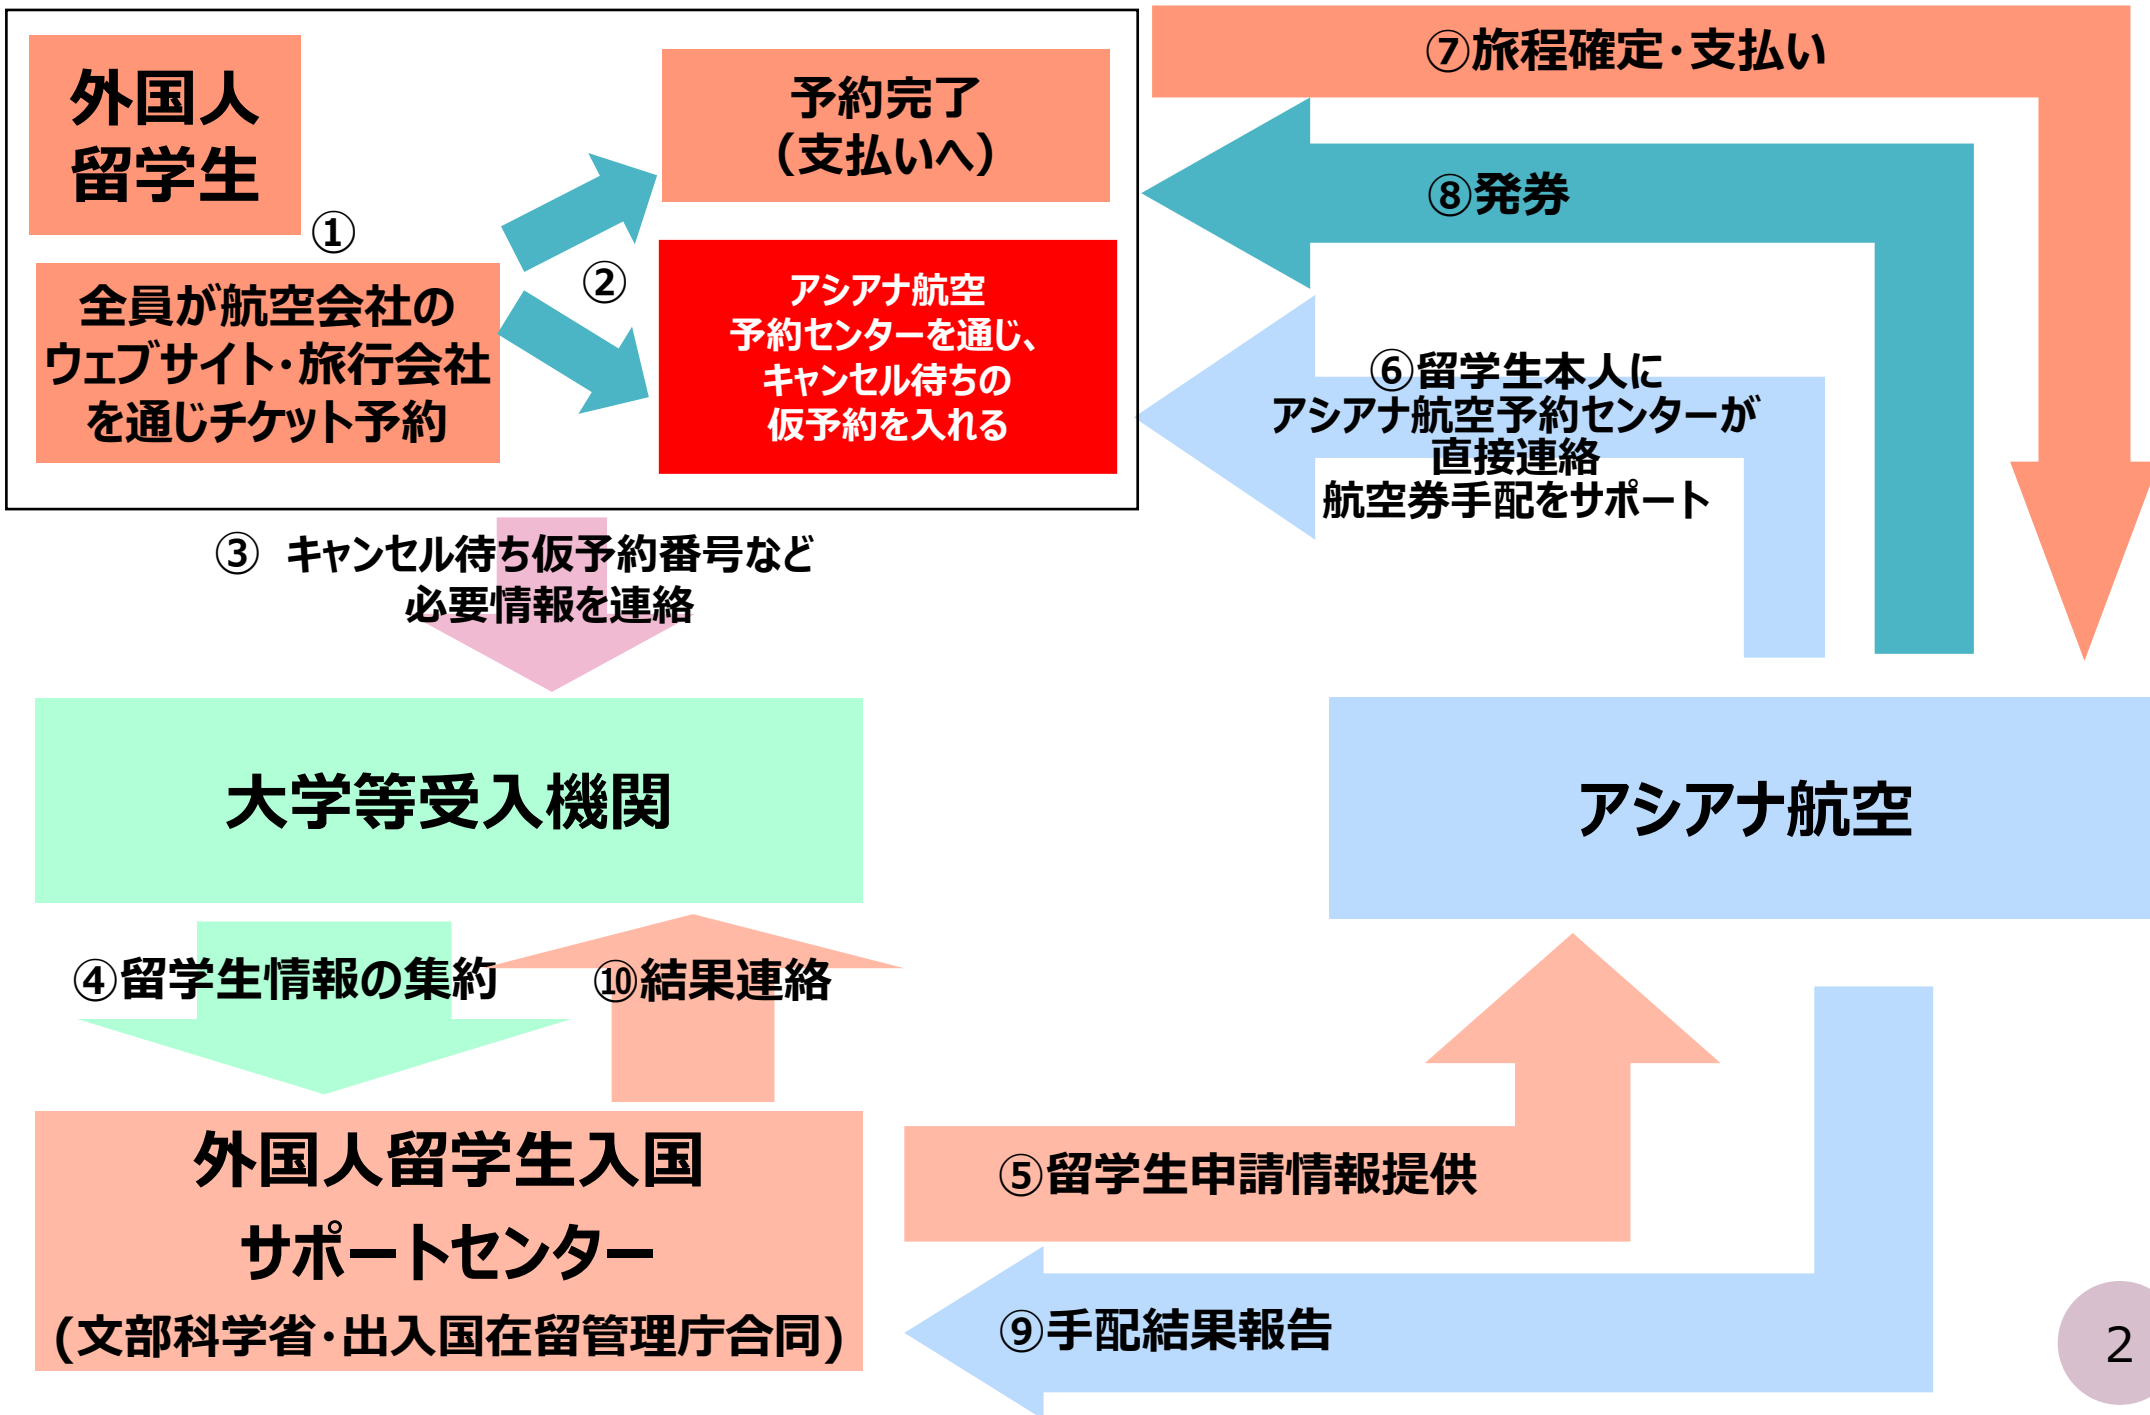 外国人
留学生
①
全員が航空会社の
ウェブサイト・旅行会社
を通じチケット予約
②
予約完了
（支払いへ）
アシアナ航空
予約センターを通じ、
キャンセル待ちの
仮予約を入れる
⑦旅程確定・支払い
⑧発券
⑥留学生本人に
アシアナ航空予約センターが
直接連絡
航空券手配をサポート
③ キャンセル待ち仮予約番号など
必要情報を連絡
大学等受入機関
アシアナ航空
④留学生情報の集約
⑩結果連絡
外国人留学生入国
サポートセンター
(文部科学省・出入国在留管理庁合同)
⑤留学生申請情報提供
⑨手配結果報告
2